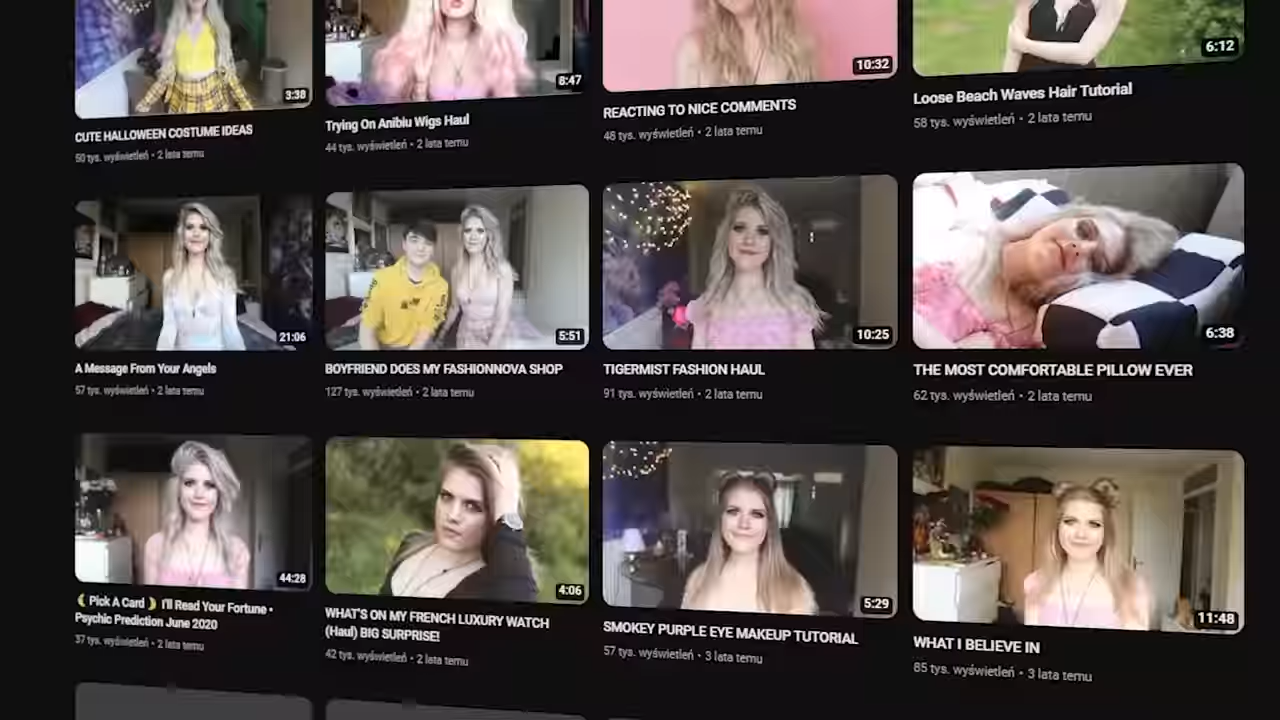 3:38
8:47
10:32
6:12
CUTE HALLOWEEN COSTUME IDEAS
50 tys. wyświetleń • 2 lata temu
Trying On Anibiu Wigs Haul
44 tys. wyświetleń • 2 lata temu
REACTING TO NICE COMMENTS
48 tys. wyświetleń • 2 lata temu
Loose Beach Waves Hair Tutorial
58 tys. wyświetleń • 2 lata temu
21:06
5:51
10:25
6:38
A Message From Your Angels
57 tys. wyświetleń • 2 lata temu
BOYFRIEND DOES MY FASHIONNOVA SHOP
127 tys. wyświetleń • 2 lata temu
TIGERMIST FASHION HAUL
91 tys. wyświetleń • 2 lata temu
THE MOST COMFORTABLE PILLOW EVER
62 tys. wyświetleń • 2 lata temu
44:28
4:06
5:29
11:48
Pick A Card 🌛 I'll Read Your Fortune •
Psychic Prediction June 2020
37 tys. wyświetleń • 2 lata temu
WHAT'S ON MY FRENCH LUXURY WATCH
(Haul) BIG SURPRISE!
42 tys. wyświetleń • 2 lata temu
SMOKEY PURPLE EYE MAKEUP TUTORIAL
57 tys. wyświetleń • 3 lata temu
WHAT I BELIEVE IN
85 tys. wyświetleń • 3 lata temu